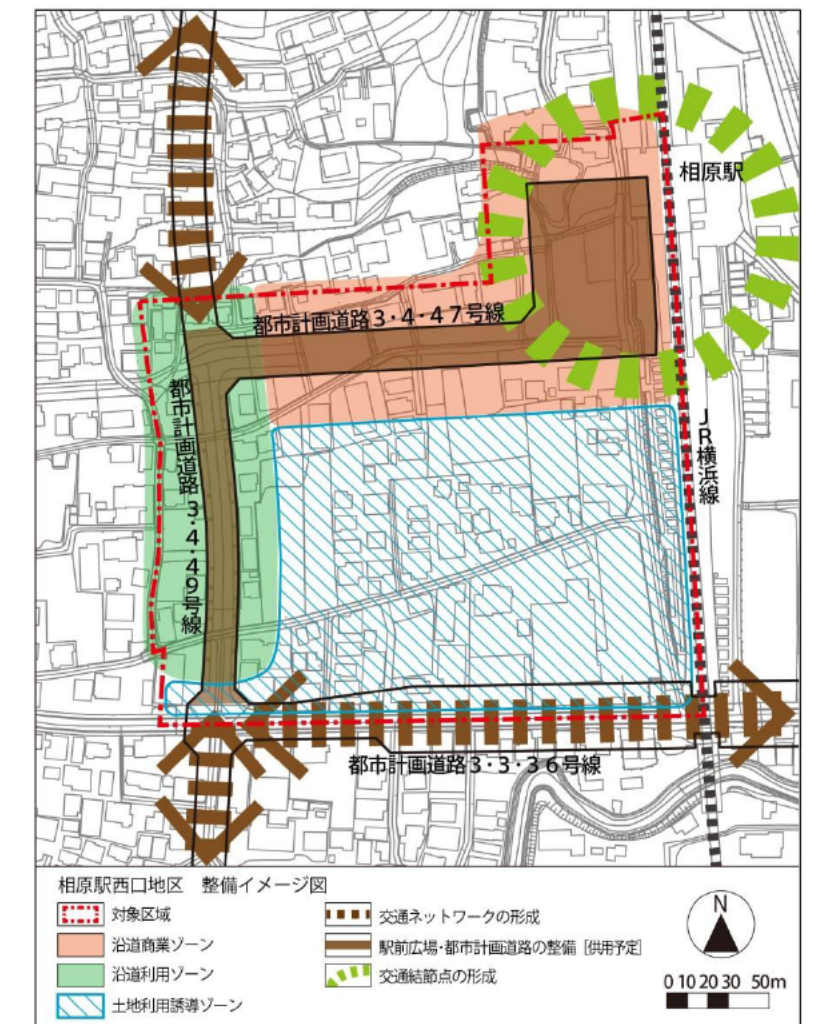 相原駅
都市計画道路3・4・47号線
都市計画道路 3・4・49号線
JR横浜線
都市計画道路3・3・36号線
相原駅西口地区 整備イメージ図
対象区域
沿道商業ゾーン
沿道利用ゾーン
土地利用誘導ゾーン
交通ネットワークの形成
駅前広場・都市計画道路の整備［供用予定］
交通結節点の形成
N
0 10 20 30 50m